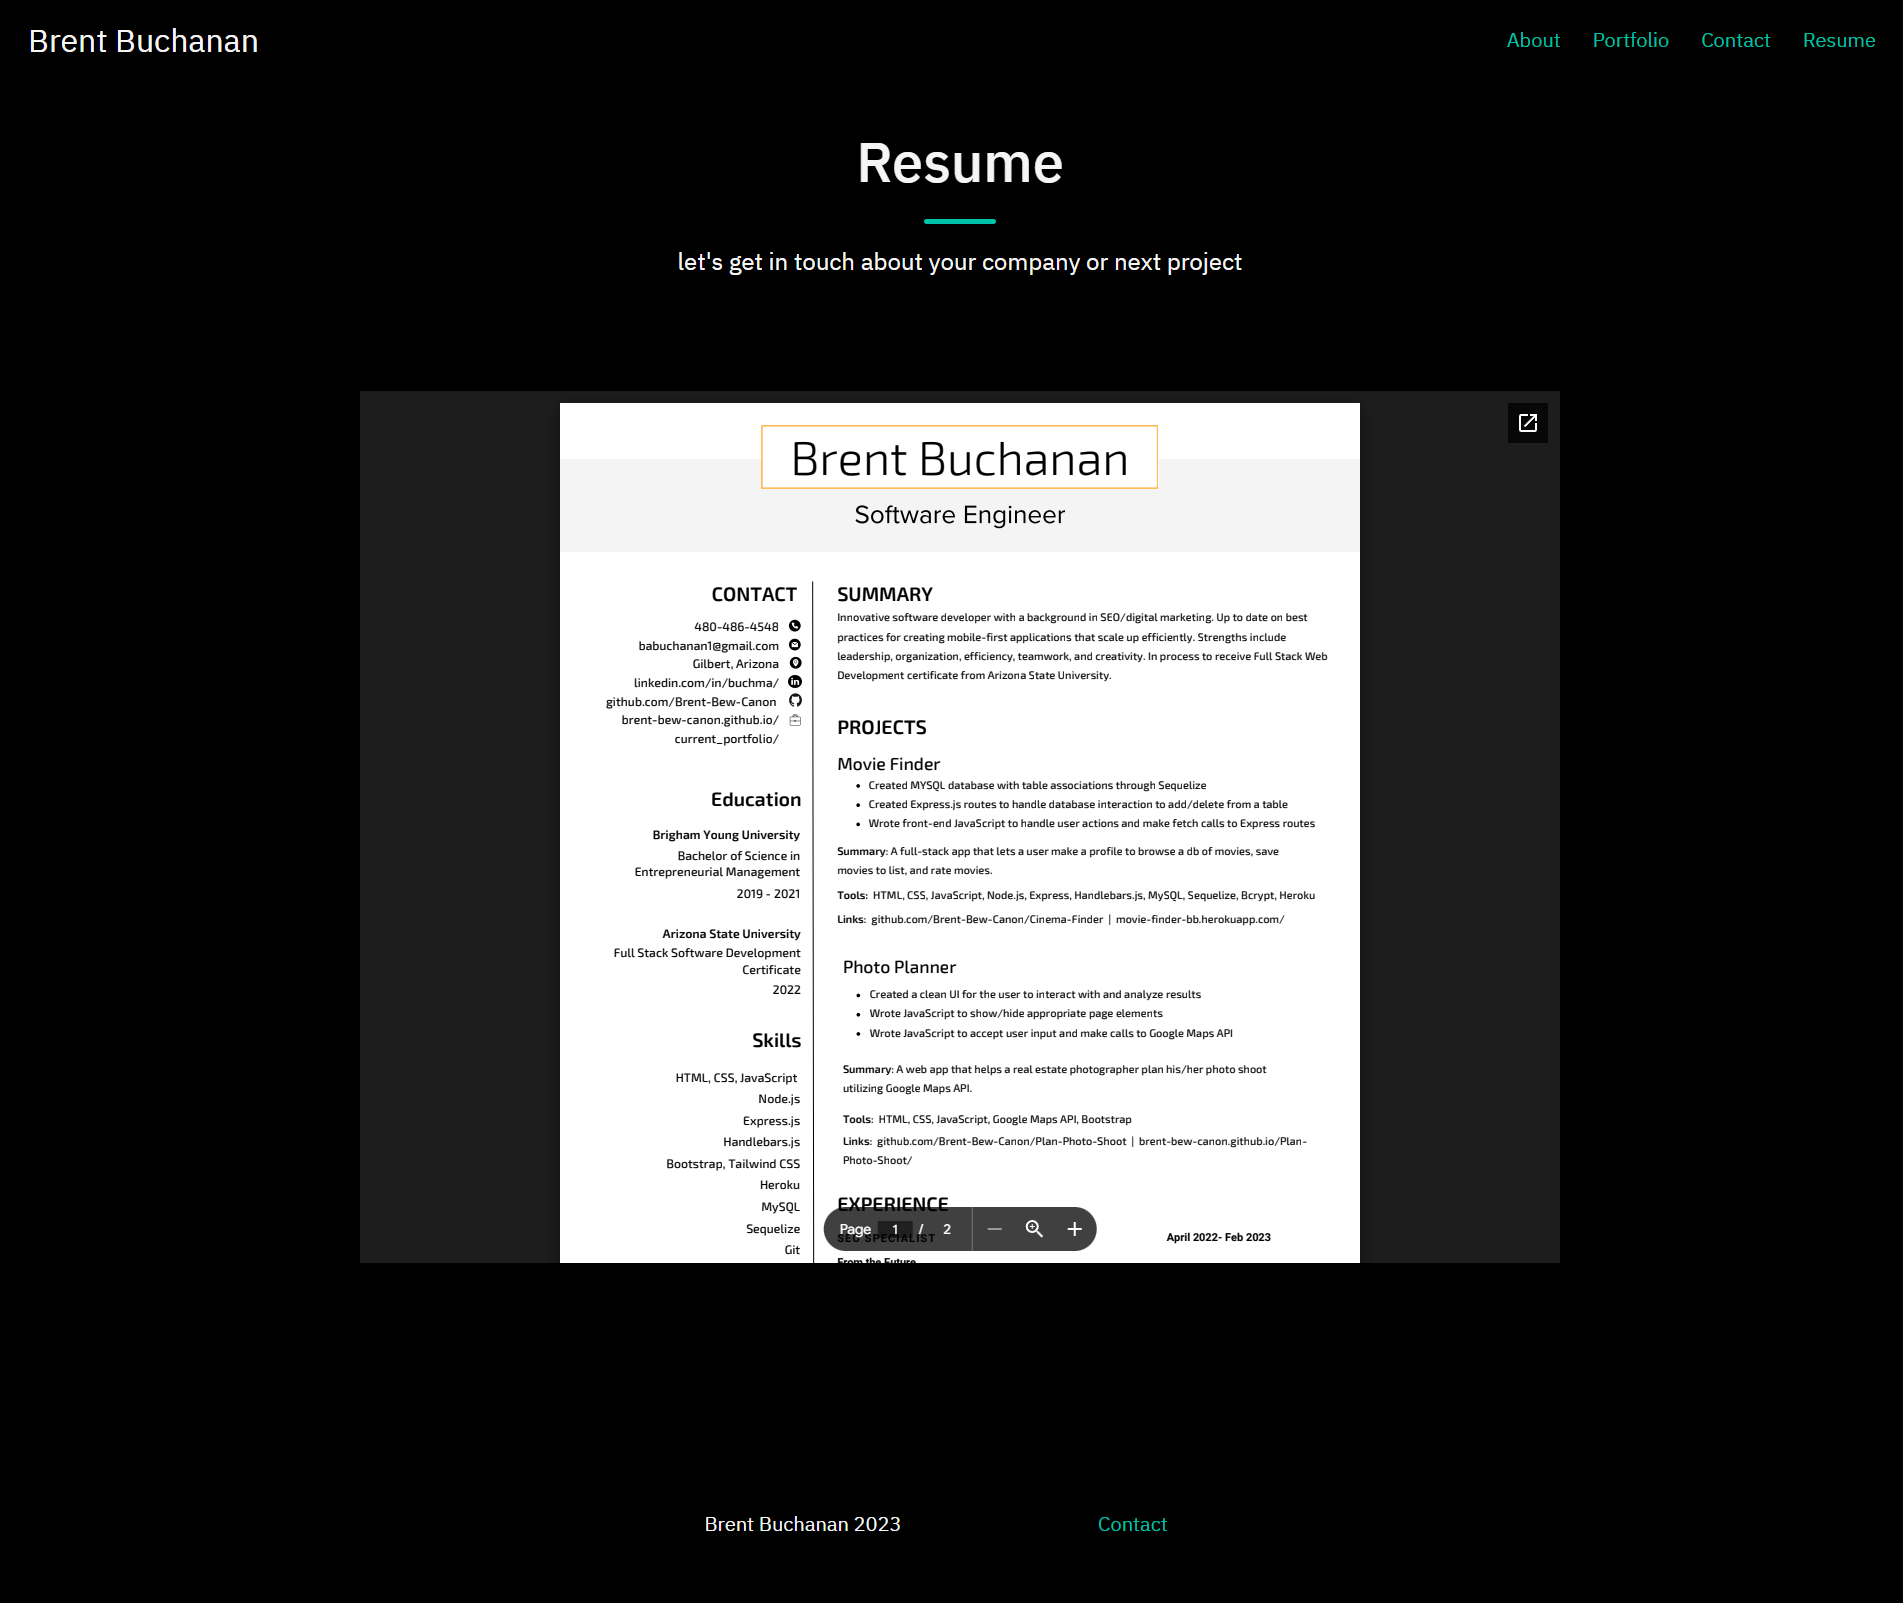 Brent Buchanan
About Portfolio Contact Resume
Resume
let's get in touch about your company or next project
Brent Buchanan
Software Engineer
CONTACT
480-486-4548
babuchanan1@gmail.com
Gilbert, Arizona
linkedin.com/in/buchma/
github.com/Brent-Bew-Canon
brent-bew-canon.github.io/
current_portfolio/
Education
Brigham Young University
Bachelor of Science in
Entrepreneurial Management
2019 - 2021
Arizona State University
Full Stack Software Development
Certificate
2022
Skills
HTML, CSS, JavaScript
Node.js
Express.js
Handlebars.js
Bootstrap, Tailwind CSS
Heroku
MySQL
Sequelize
Git
SUMMARY
Innovative software developer with a background in SEO/digital marketing. Up to date on best
practices for creating mobile-first applications that scale up efficiently. Strengths include
leadership, organization, efficiency, teamwork, and creativity. In process to receive Full Stack Web
Development certificate from Arizona State University.
PROJECTS
Movie Finder
• Created MYSQL database with table associations through Sequelize
• Created Express.js routes to handle database interaction to add/delete from a table
• Wrote front-end JavaScript to handle user actions and make fetch calls to Express routes
Summary: A full-stack app that lets a user make a profile to browse a db of movies, save
movies to list, and rate movies.
Tools: HTML, CSS, JavaScript, Node.js, Express, Handlebars.js, MySQL, Sequelize, Bcrypt, Heroku
Links: github.com/Brent-Bew-Canon/Cinema-Finder | movie-finder-bb.herokuapp.com/
Photo Planner
• Created a clean UI for the user to interact with and analyze results
• Wrote JavaScript to show/hide appropriate page elements
• Wrote JavaScript to accept user input and make calls to Google Maps API
Summary: A web app that helps a real estate photographer plan his/her photo shoot
utilizing Google Maps API.
Tools: HTML, CSS, JavaScript, Google Maps API, Bootstrap
Links: github.com/Brent-Bew-Canon/Plan-Photo-Shoot | brent-bew-canon.github.io/Plan-
Photo-Shoot/
EXPERIENCE
SEO SPECIALIST April 2022- Feb 2023
From the Future
Page 1 / 2
Brent Buchanan 2023
Contact